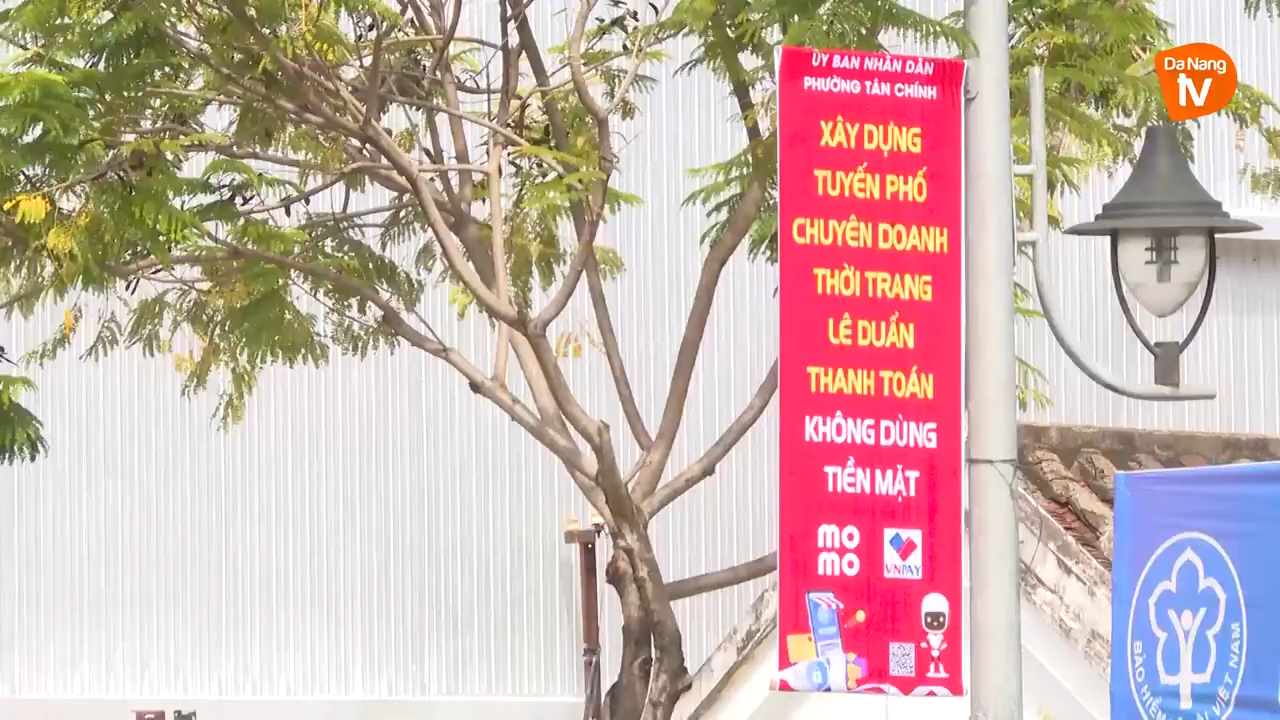 Da Nang
tv
ỦY BAN NHÂN DÂN
PHƯỜNG TÂN CHÍNH
XÂY DỰNG
TUYẾN PHỐ
CHUYÊN DOANH
THỜI TRANG
LÊ DUẨN
THANH TOÁN
KHÔNG DÙNG
TIỀN MẶT
mo
mo
VNPAY
BẢO HIỂM VIỆT NAM